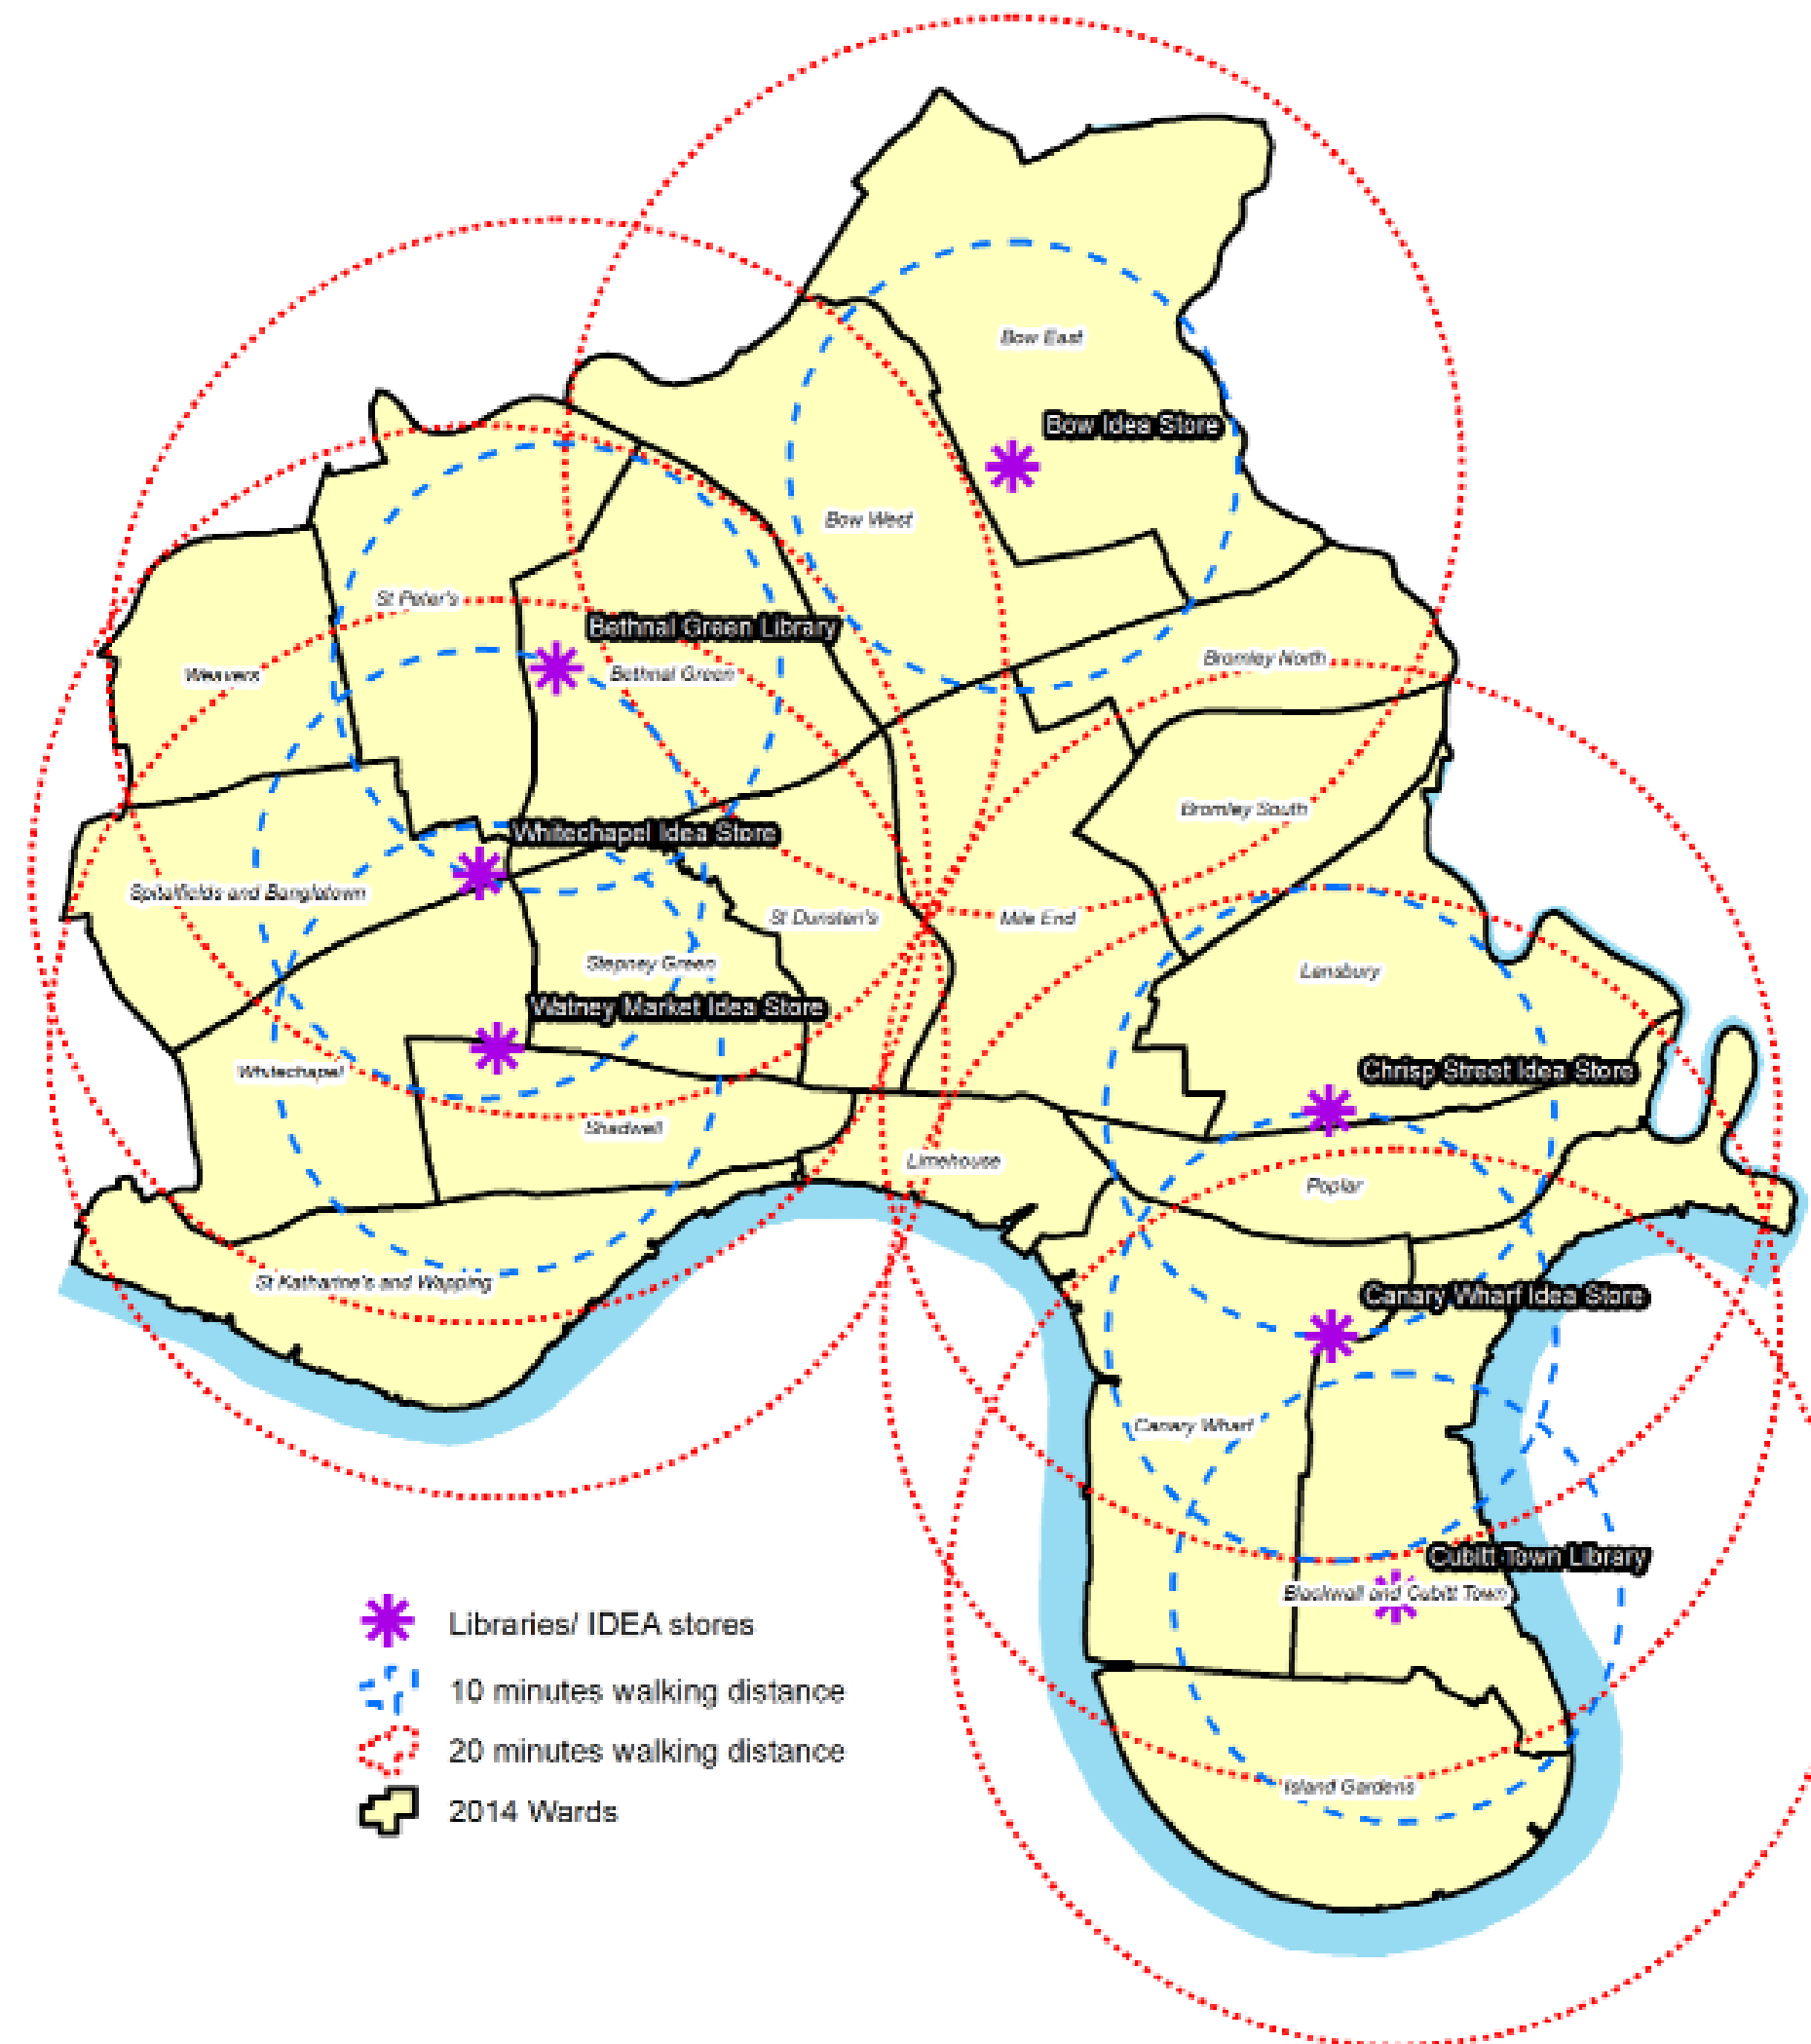 Bow East
Bow Idea Store
Bow West
St Peter's
Bethnal Green Library
Weavers
Bethnal Green
Bromley North
Bromley South
Whitechapel Idea Store
Spitalfields and Banglatown
St Dunstan's
Mile End
Stepney Green
Lansbury
Watney Market Idea Store
Whitechapel
Chrisp Street Idea Store
Shadwell
Limehouse
Poplar
St Katharine's and Wapping
Canary Wharf Idea Store
Canary Wharf
Cubitt Town Library
Blackwall and Cubitt Town
Island Gardens
Libraries/ IDEA stores
10 minutes walking distance
20 minutes walking distance
2014 Wards